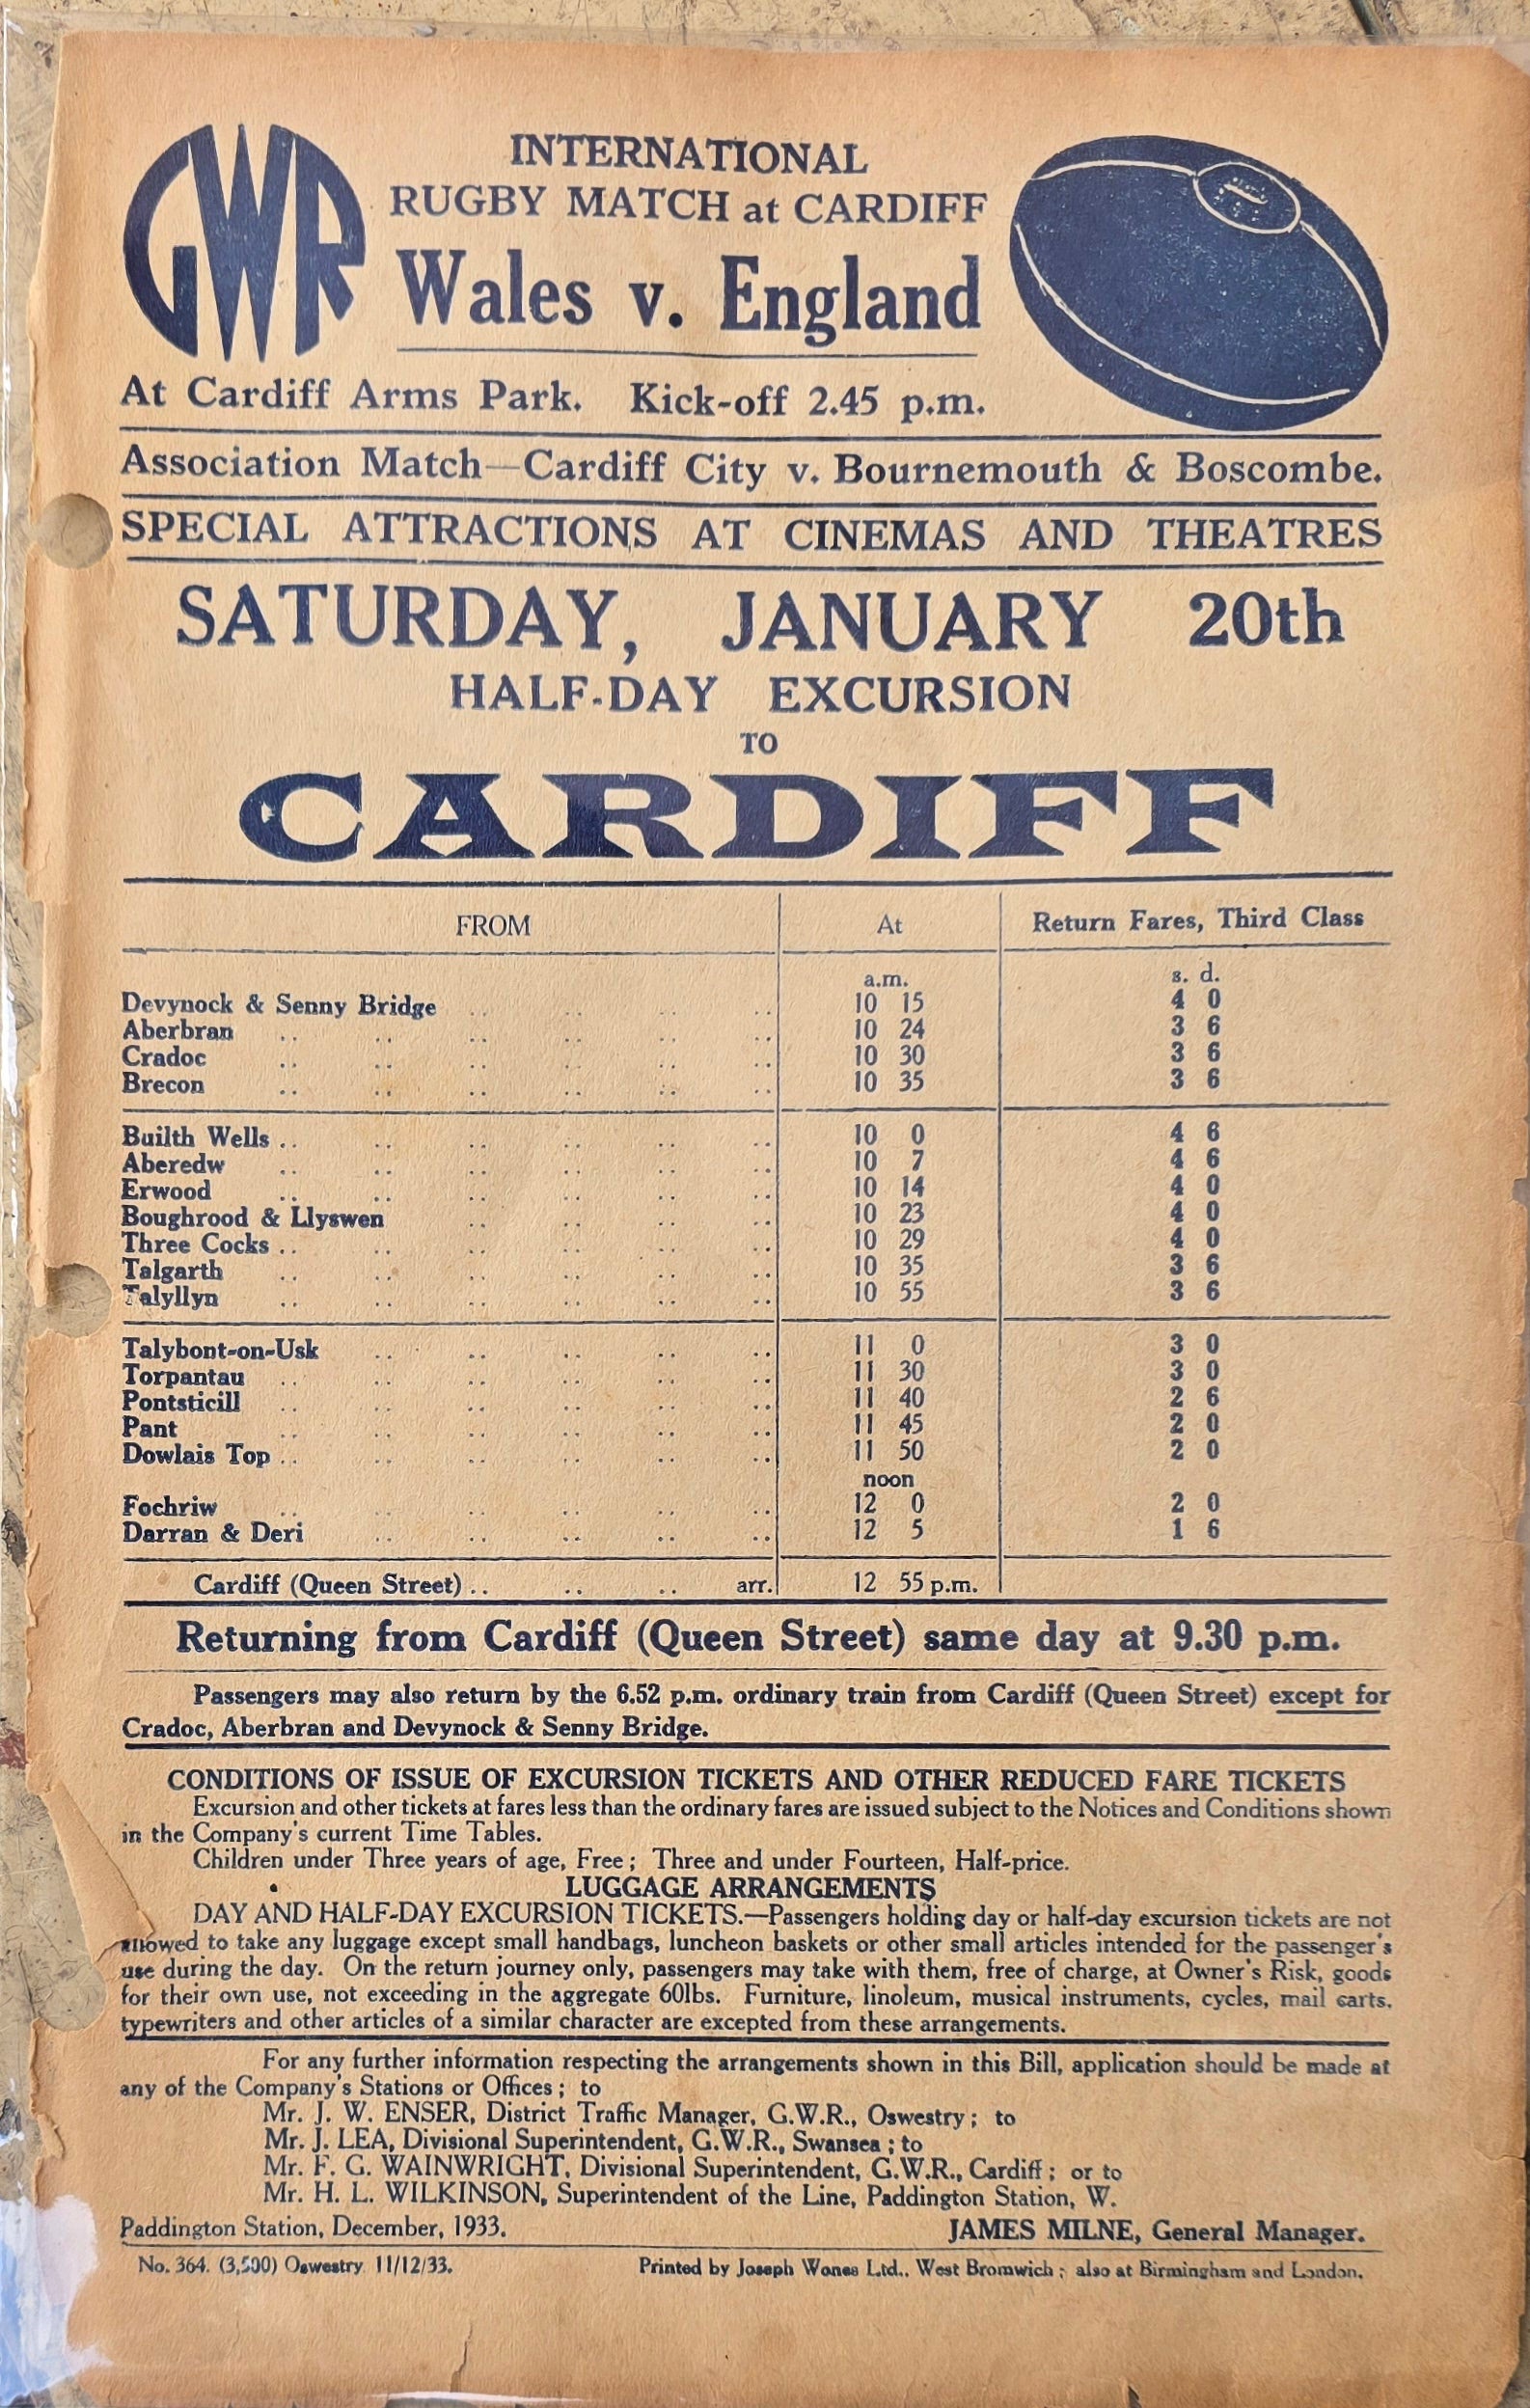 GWR
INTERNATIONAL
RUGBY MATCH at CARDIFF
Wales v. England
At Cardiff Arms Park. Kick-off 2.45 p.m.
Association Match—Cardiff City v. Bournemouth & Boscombe.
SPECIAL ATTRACTIONS AT CINEMAS AND THEATRES
SATURDAY, JANUARY 20th
HALF-DAY EXCURSION
TO
CARDIFF
FROM At Return Fares, Third Class
a.m. s. d.
Devynock & Senny Bridge .. .. .. .. 10 15 4 0
Aberbran .. .. .. .. .. .. 10 24 3 6
Cradoc .. .. .. .. .. .. 10 30 3 6
Brecon .. .. .. .. .. .. 10 35 3 6
Builth Wells .. .. .. .. .. .. 10 0 4 6
Aberedw .. .. .. .. .. .. 10 7 4 6
Erwood .. .. .. .. .. .. 10 14 4 0
Boughrood & Llyswen .. .. .. .. 10 23 4 0
Three Cocks .. .. .. .. .. .. 10 29 4 0
Talgarth .. .. .. .. .. .. 10 35 3 6
Talyllyn .. .. .. .. .. .. 10 55 3 6
Talybont-on-Usk .. .. .. .. .. 11 0 3 0
Torpantau .. .. .. .. .. .. 11 30 3 0
Pontsticill .. .. .. .. .. .. 11 40 2 6
Pant .. .. .. .. .. .. 11 45 2 0
Dowlais Top .. .. .. .. .. .. 11 50 2 0
noon
Fochriw .. .. .. .. .. .. 12 0 2 0
Darran & Deri .. .. .. .. .. 12 5 1 6
Cardiff (Queen Street) .. .. .. arr. 12 55 p.m.
Returning from Cardiff (Queen Street) same day at 9.30 p.m.
Passengers may also return by the 6.52 p.m. ordinary train from Cardiff (Queen Street) except for
Cradoc, Aberbran and Devynock & Senny Bridge.
CONDITIONS OF ISSUE OF EXCURSION TICKETS AND OTHER REDUCED FARE TICKETS
Excursion and other tickets at fares less than the ordinary fares are issued subject to the Notices and Conditions shown
in the Company's current Time Tables.
Children under Three years of age, Free; Three and under Fourteen, Half-price.
LUGGAGE ARRANGEMENTS
DAY AND HALF-DAY EXCURSION TICKETS.—Passengers holding day or half-day excursion tickets are not
allowed to take any luggage except small handbags, luncheon baskets or other small articles intended for the passenger's
use during the day. On the return journey only, passengers may take with them, free of charge, at Owner's Risk, goods
for their own use, not exceeding in the aggregate 60lbs. Furniture, linoleum, musical instruments, cycles, mail carts,
typewriters and other articles of a similar character are excepted from these arrangements.
For any further information respecting the arrangements shown in this Bill, application should be made at
any of the Company's Stations or Offices; to
Mr. J. W. ENSER, District Traffic Manager, G.W.R., Oswestry; to
Mr. J. LEA, Divisional Superintendent, G.W.R., Swansea; to
Mr. F. G. WAINWRIGHT, Divisional Superintendent, G.W.R., Cardiff; or to
Mr. H. L. WILKINSON, Superintendent of the Line, Paddington Station, W.
Paddington Station, December, 1933. JAMES MILNE, General Manager.
No. 364. (3,500) Oswestry 11/12/33. Printed by Joseph Wones Ltd., West Bromwich; also at Birmingham and London.